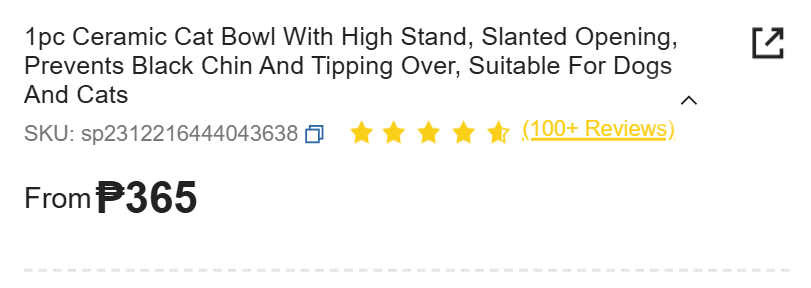 1pc Ceramic Cat Bowl With High Stand, Slanted Opening,
Prevents Black Chin And Tipping Over, Suitable For Dogs
And Cats
SKU: sp2312216444043638 (100+ Reviews)
From ₱365